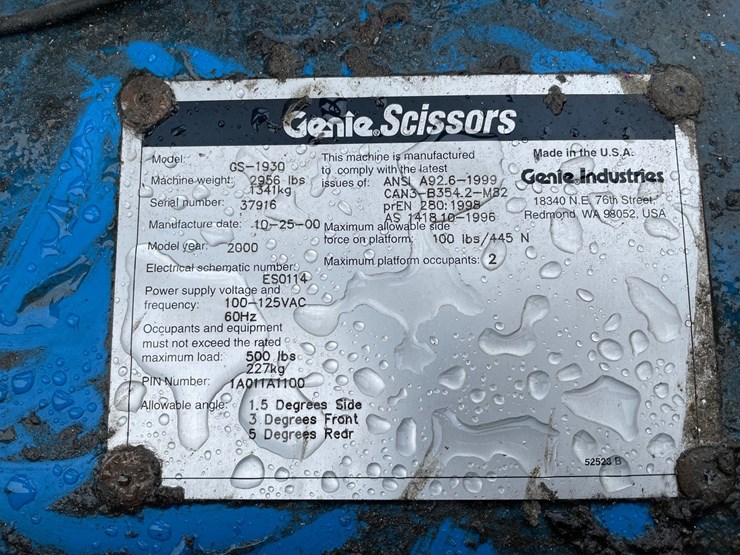 Genie Scissors
Model: GS-1930
Machine weight: 2956 lbs
1341kg
Serial number: 37916
Manufacture date: 10-25-00
Model year: 2000
Electrical schematic number:
ES0114
Power supply voltage and
frequency: 100-125VAC
60Hz
Occupants and equipment
must not exceed the rated
maximum load: 500 lbs
227kg
PIN Number: 1A011A1100
Allowable angle: 1.5 Degrees Side
3 Degrees Front
5 Degrees Rear
This machine is manufactured
to comply with the latest
issues of: ANSI A92.6-1999
CAN3-B354.2-M82
prEN 280:1998
AS 1418.10-1996
Maximum allowable side
force on platform: 100 lbs/445 N
Maximum platform occupants: 2
Made in the U.S.A.
Genie Industries
18340 N.E. 76th Street,
Redmond, WA 98052, USA
52523 B